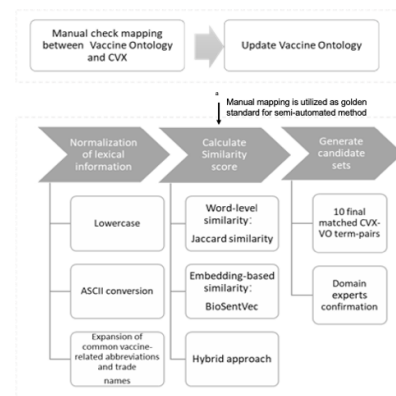 Manual check mapping
between Vaccine Ontology
and CVX
Update Vaccine Ontology
a
Manual mapping is utilized as golden
standard for semi-automated method
Normalization
of lexical
information
Calculate
Similarity
score
Generate
candidate
sets
Lowercase
Word-level
similarity:
Jaccard similarity
10 final
matched CVX-
VO term-pairs
ASCII conversion
Embedding-based
similarity:
BioSentVec
Domain
experts
confirmation
Expansion of
common vaccine-
related abbreviations
and trade
names
Hybrid approach